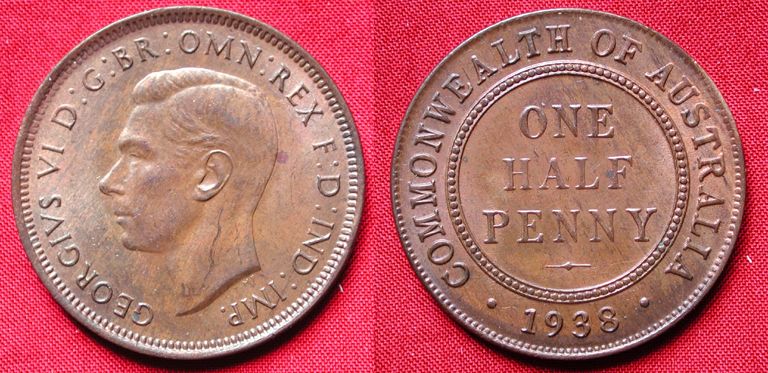 GEORGIVS VI D:G:BR:OMN:REX F:D:IND:IMP.
COMMONWEALTH OF AUSTRALIA
ONE
HALF
PENNY
· 1938 ·